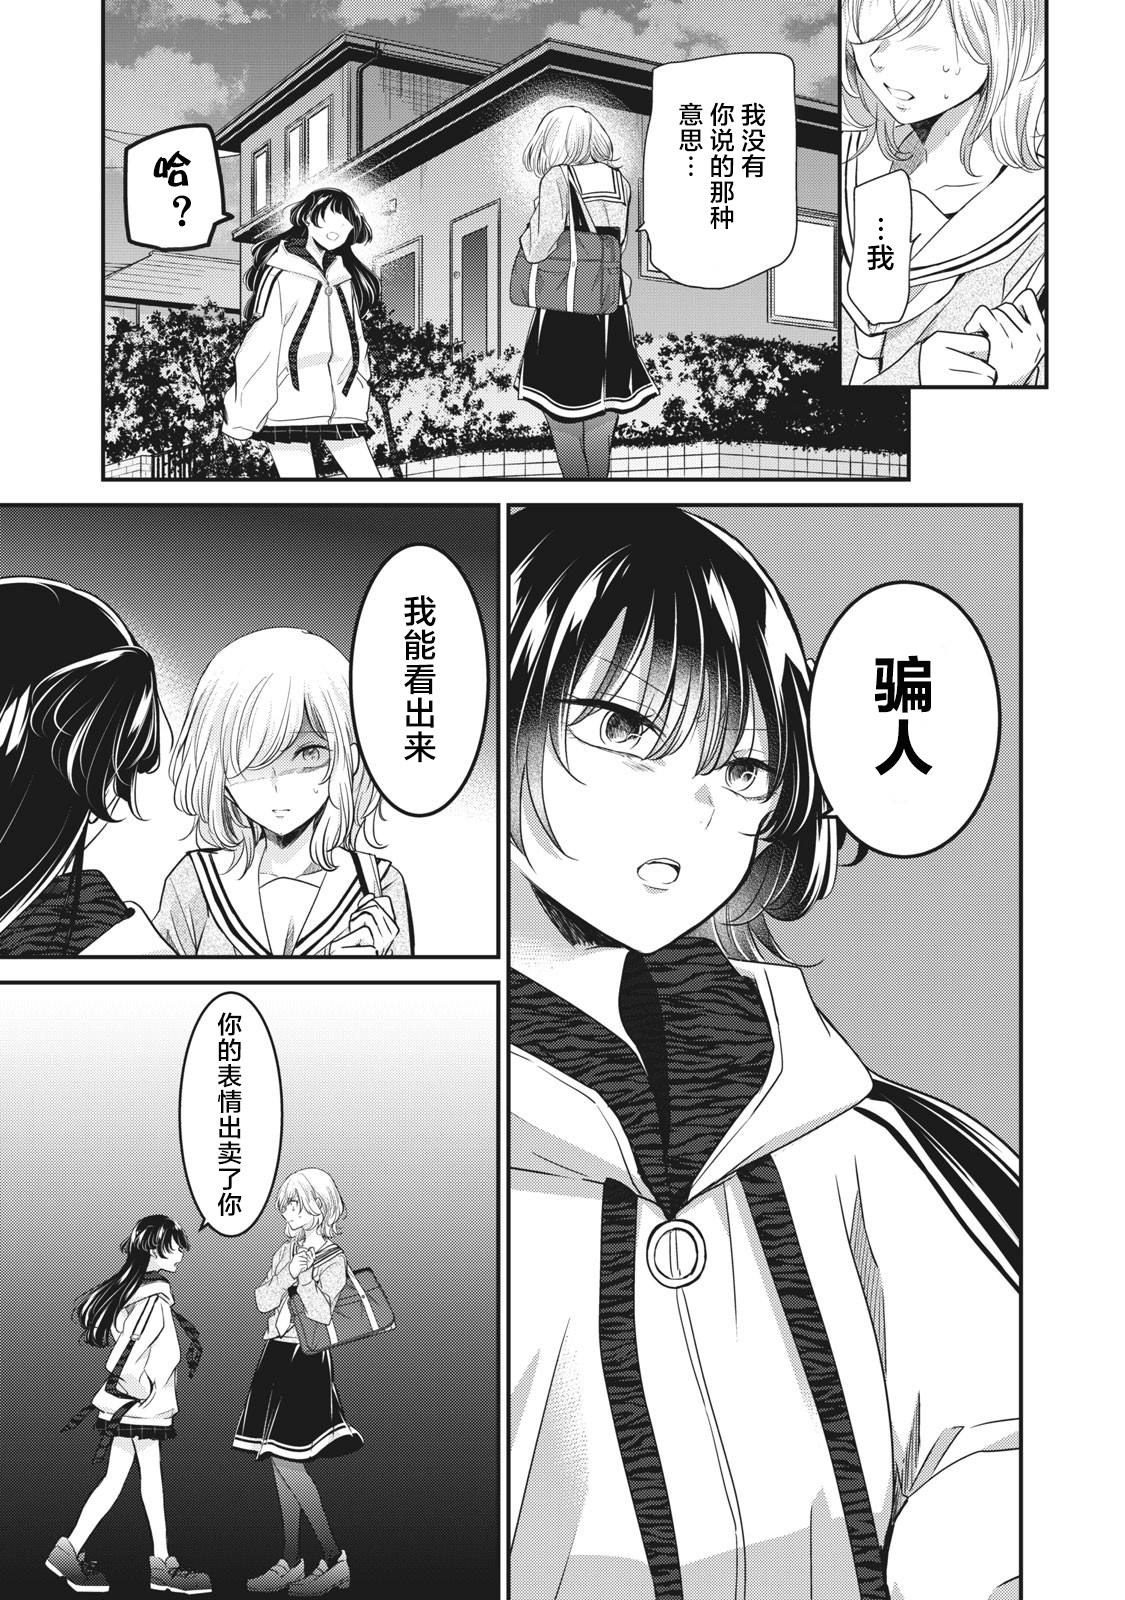 …我
我没有
你说的那种
意思…
哈？
骗人
我能看出来
你的表情出卖了你